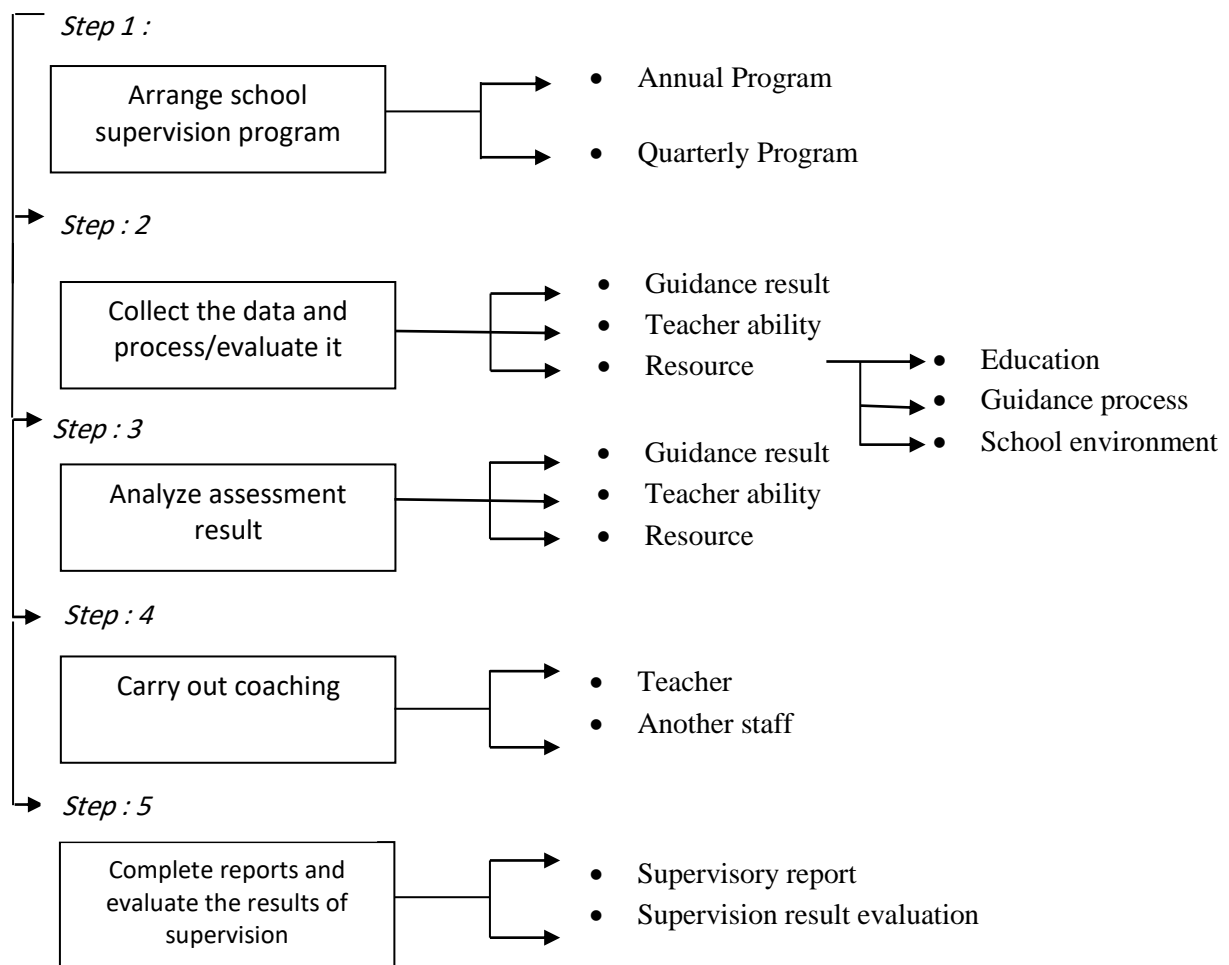 Step 1 :
Arrange school
supervision program
• Annual Program
• Quarterly Program
Step : 2
Collect the data and
process/evaluate it
• Guidance result
• Teacher ability
• Resource
• Education
• Guidance process
• School environment
Step : 3
Analyze assessment
result
• Guidance result
• Teacher ability
• Resource
Step : 4
Carry out coaching
• Teacher
• Another staff
Step : 5
Complete reports and
evaluate the results of
supervision
• Supervisory report
• Supervision result evaluation